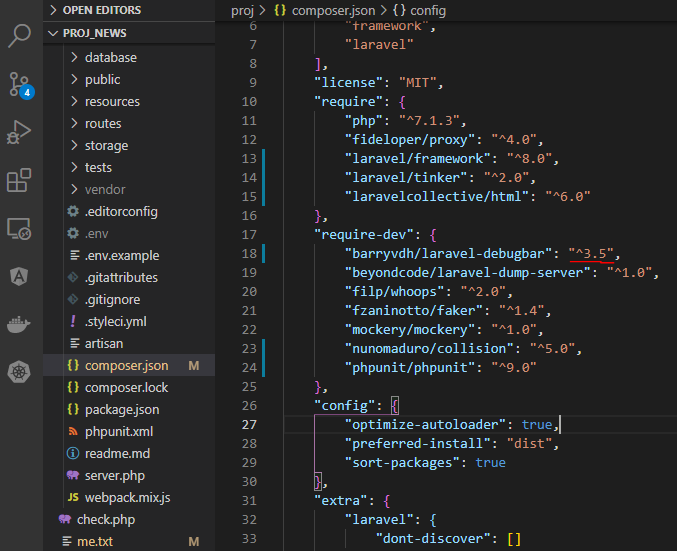 OPEN EDITORS
PROJ_NEWS
database
public
resources
routes
storage
tests
vendor
.editorconfig
.env
.env.example
.gitattributes
.gitignore
.styleci.yml
artisan
composer.json M
composer.lock
package.json
phpunit.xml
readme.md
server.php
JS webpack.mix.js
check.php
me.txt M
4
proj > {} composer.json > {} config
6 "framework",
7 "laravel"
8 ],
9 "license": "MIT",
10 "require": {
11 "php": "^7.1.3",
12 "fideloper/proxy": "^4.0",
13 "laravel/framework": "^8.0",
14 "laravel/tinker": "^2.0",
15 "laravelcollective/html": "^6.0"
16 },
17 "require-dev": {
18 "barryvdh/laravel-debugbar": "^3.5",
19 "beyondcode/laravel-dump-server": "^1.0",
20 "filp/whoops": "^2.0",
21 "fzaninotto/faker": "^1.4",
22 "mockery/mockery": "^1.0",
23 "nunomaduro/collision": "^5.0",
24 "phpunit/phpunit": "^9.0"
25 },
26 "config": {
27 "optimize-autoloader": true,
28 "preferred-install": "dist",
29 "sort-packages": true
30 },
31 "extra": {
32 "laravel": {
33 "dont-discover": []